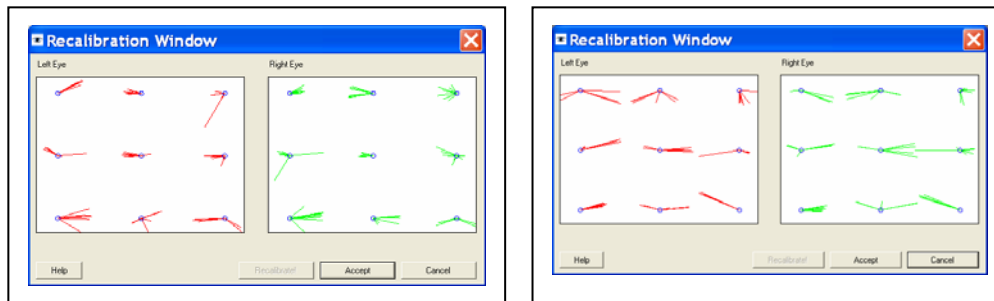 Recalibration Window
Left Eye Right Eye
Help Recalibrate! Accept Cancel
Recalibration Window
Left Eye Right Eye
Help Recalibrate! Accept Cancel